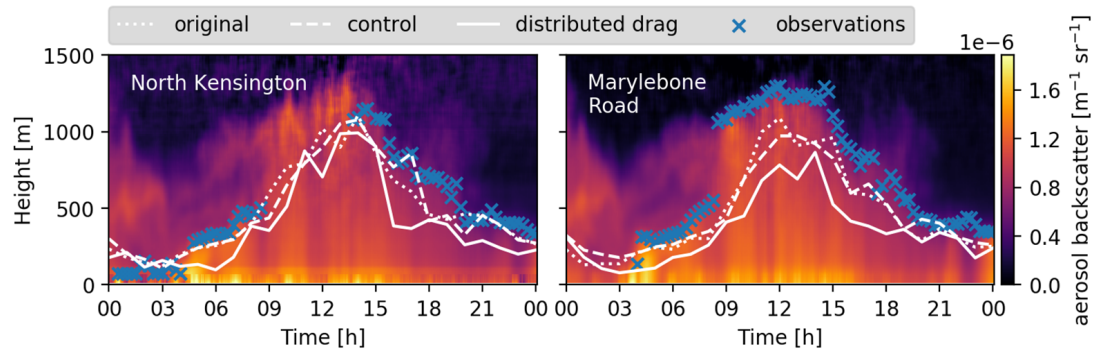 original control distributed drag observations
1e−6
1500
1000
500
0
Height [m]
North Kensington
00 03 06 09 12 15 18 21 00
Time [h]
Marylebone
Road
00 03 06 09 12 15 18 21 00
Time [h]
1.6
1.2
0.8
0.4
0.0
aerosol backscatter [m⁻¹ sr⁻¹]